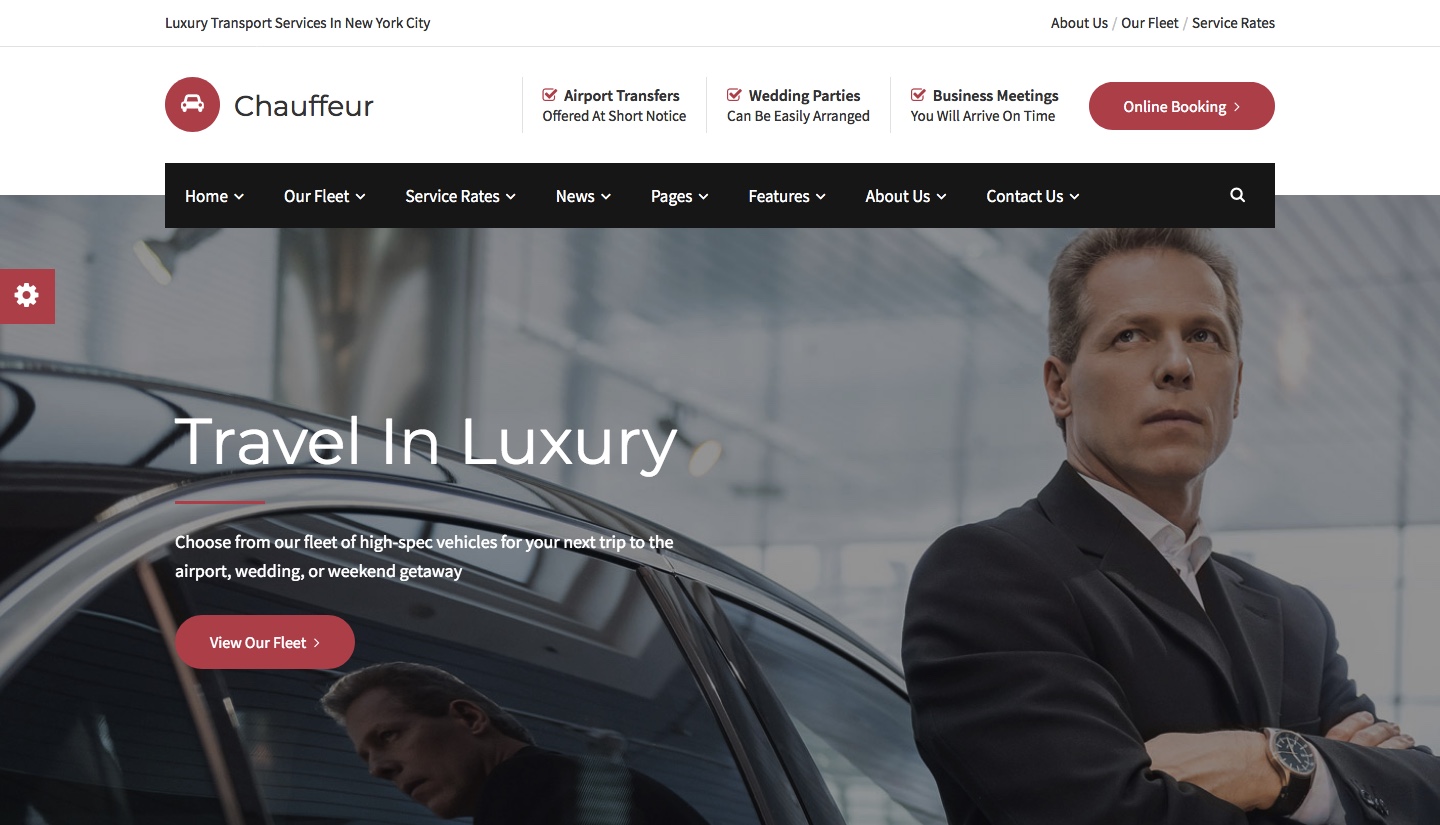 Luxury Transport Services In New York City
About Us / Our Fleet / Service Rates
Chauffeur
Airport Transfers
Offered At Short Notice
Wedding Parties
Can Be Easily Arranged
Business Meetings
You Will Arrive On Time
Online Booking
Home Our Fleet Service Rates News Pages Features About Us Contact Us
Travel In Luxury
Choose from our fleet of high-spec vehicles for your next trip to the
airport, wedding, or weekend getaway
View Our Fleet